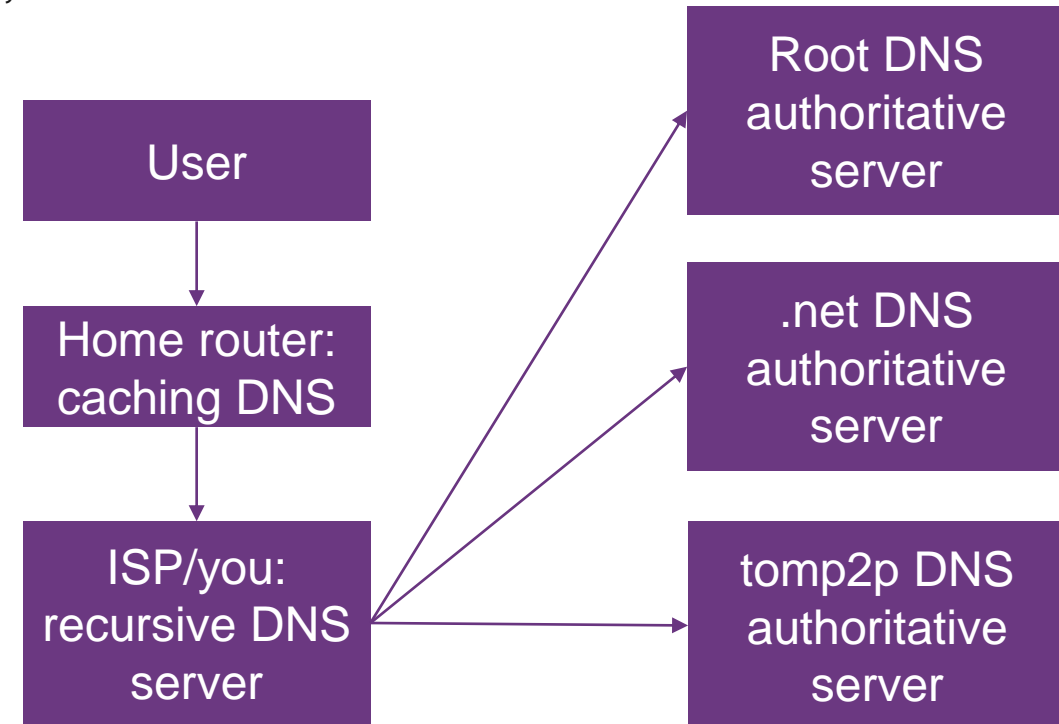 User
Home router:
caching DNS
ISP/you:
recursive DNS
server
Root DNS
authoritative
server
.net DNS
authoritative
server
tomp2p DNS
authoritative
server